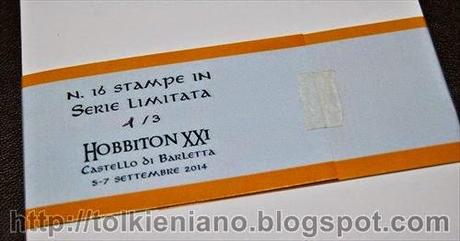 N. 16 STAMPE IN
SERIE LIMITATA
1/3
HOBBITON XXI
CASTELLO DI BARLETTA
5-7 SETTEMBRE 2014
http://tolkieniano.blogspot.com